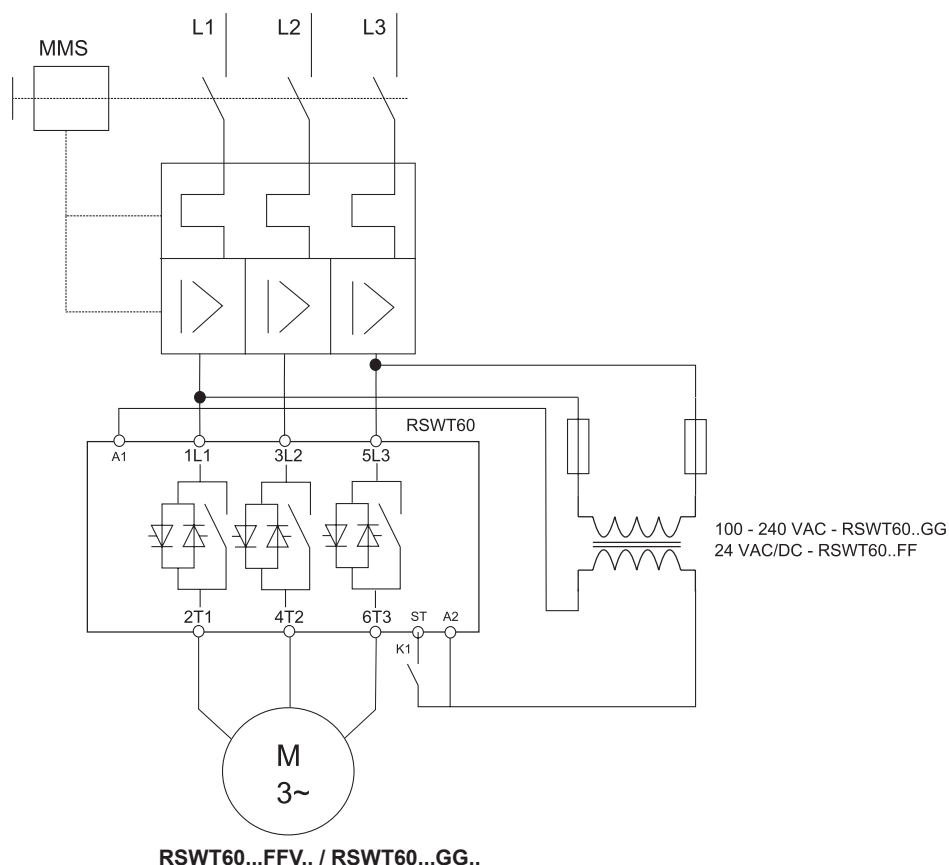 L1 L2 L3
MMS
RSWT60
A1 1L1 3L2 5L3
100 - 240 VAC - RSWT60..GG
24 VAC/DC - RSWT60..FF
2T1 4T2 6T3 ST A2
K1
M
3~
RSWT60...FFV.. / RSWT60...GG..